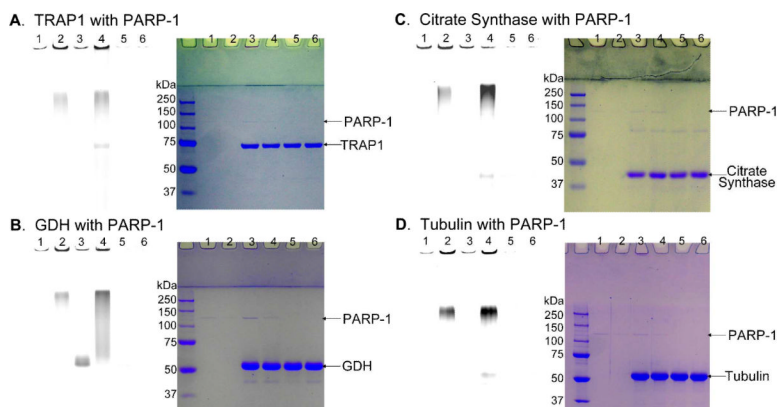 A. TRAP1 with PARP-1
1 2 3 4 5 6
1 2 3 4 5 6
kDa
250
150
100
75
50
37
PARP-1
TRAP1
B. GDH with PARP-1
1 2 3 4 5 6
1 2 3 4 5 6
kDa
250
150
100
75
50
37
PARP-1
GDH
C. Citrate Synthase with PARP-1
1 2 3 4 5 6
1 2 3 4 5 6
kDa
250
150
100
75
50
37
PARP-1
Citrate
Synthase
D. Tubulin with PARP-1
1 2 3 4 5 6
1 2 3 4 5 6
kDa
250
150
100
75
50
37
PARP-1
Tubulin